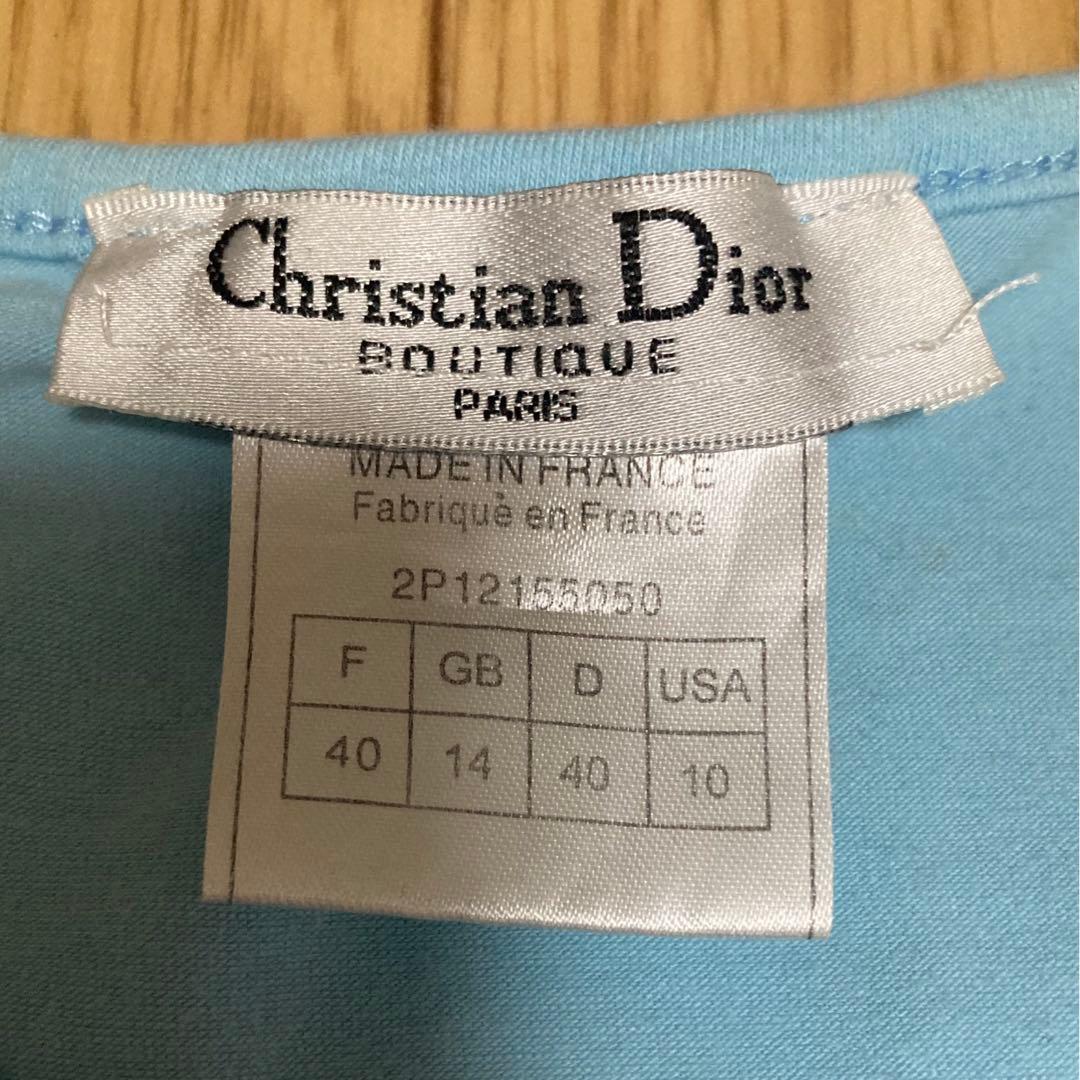 Christian Dior
BOUTIQUE
PARIS
MADE IN FRANCE
Fabriquè en France
2P12155050
F GB D USA
40 14 40 10